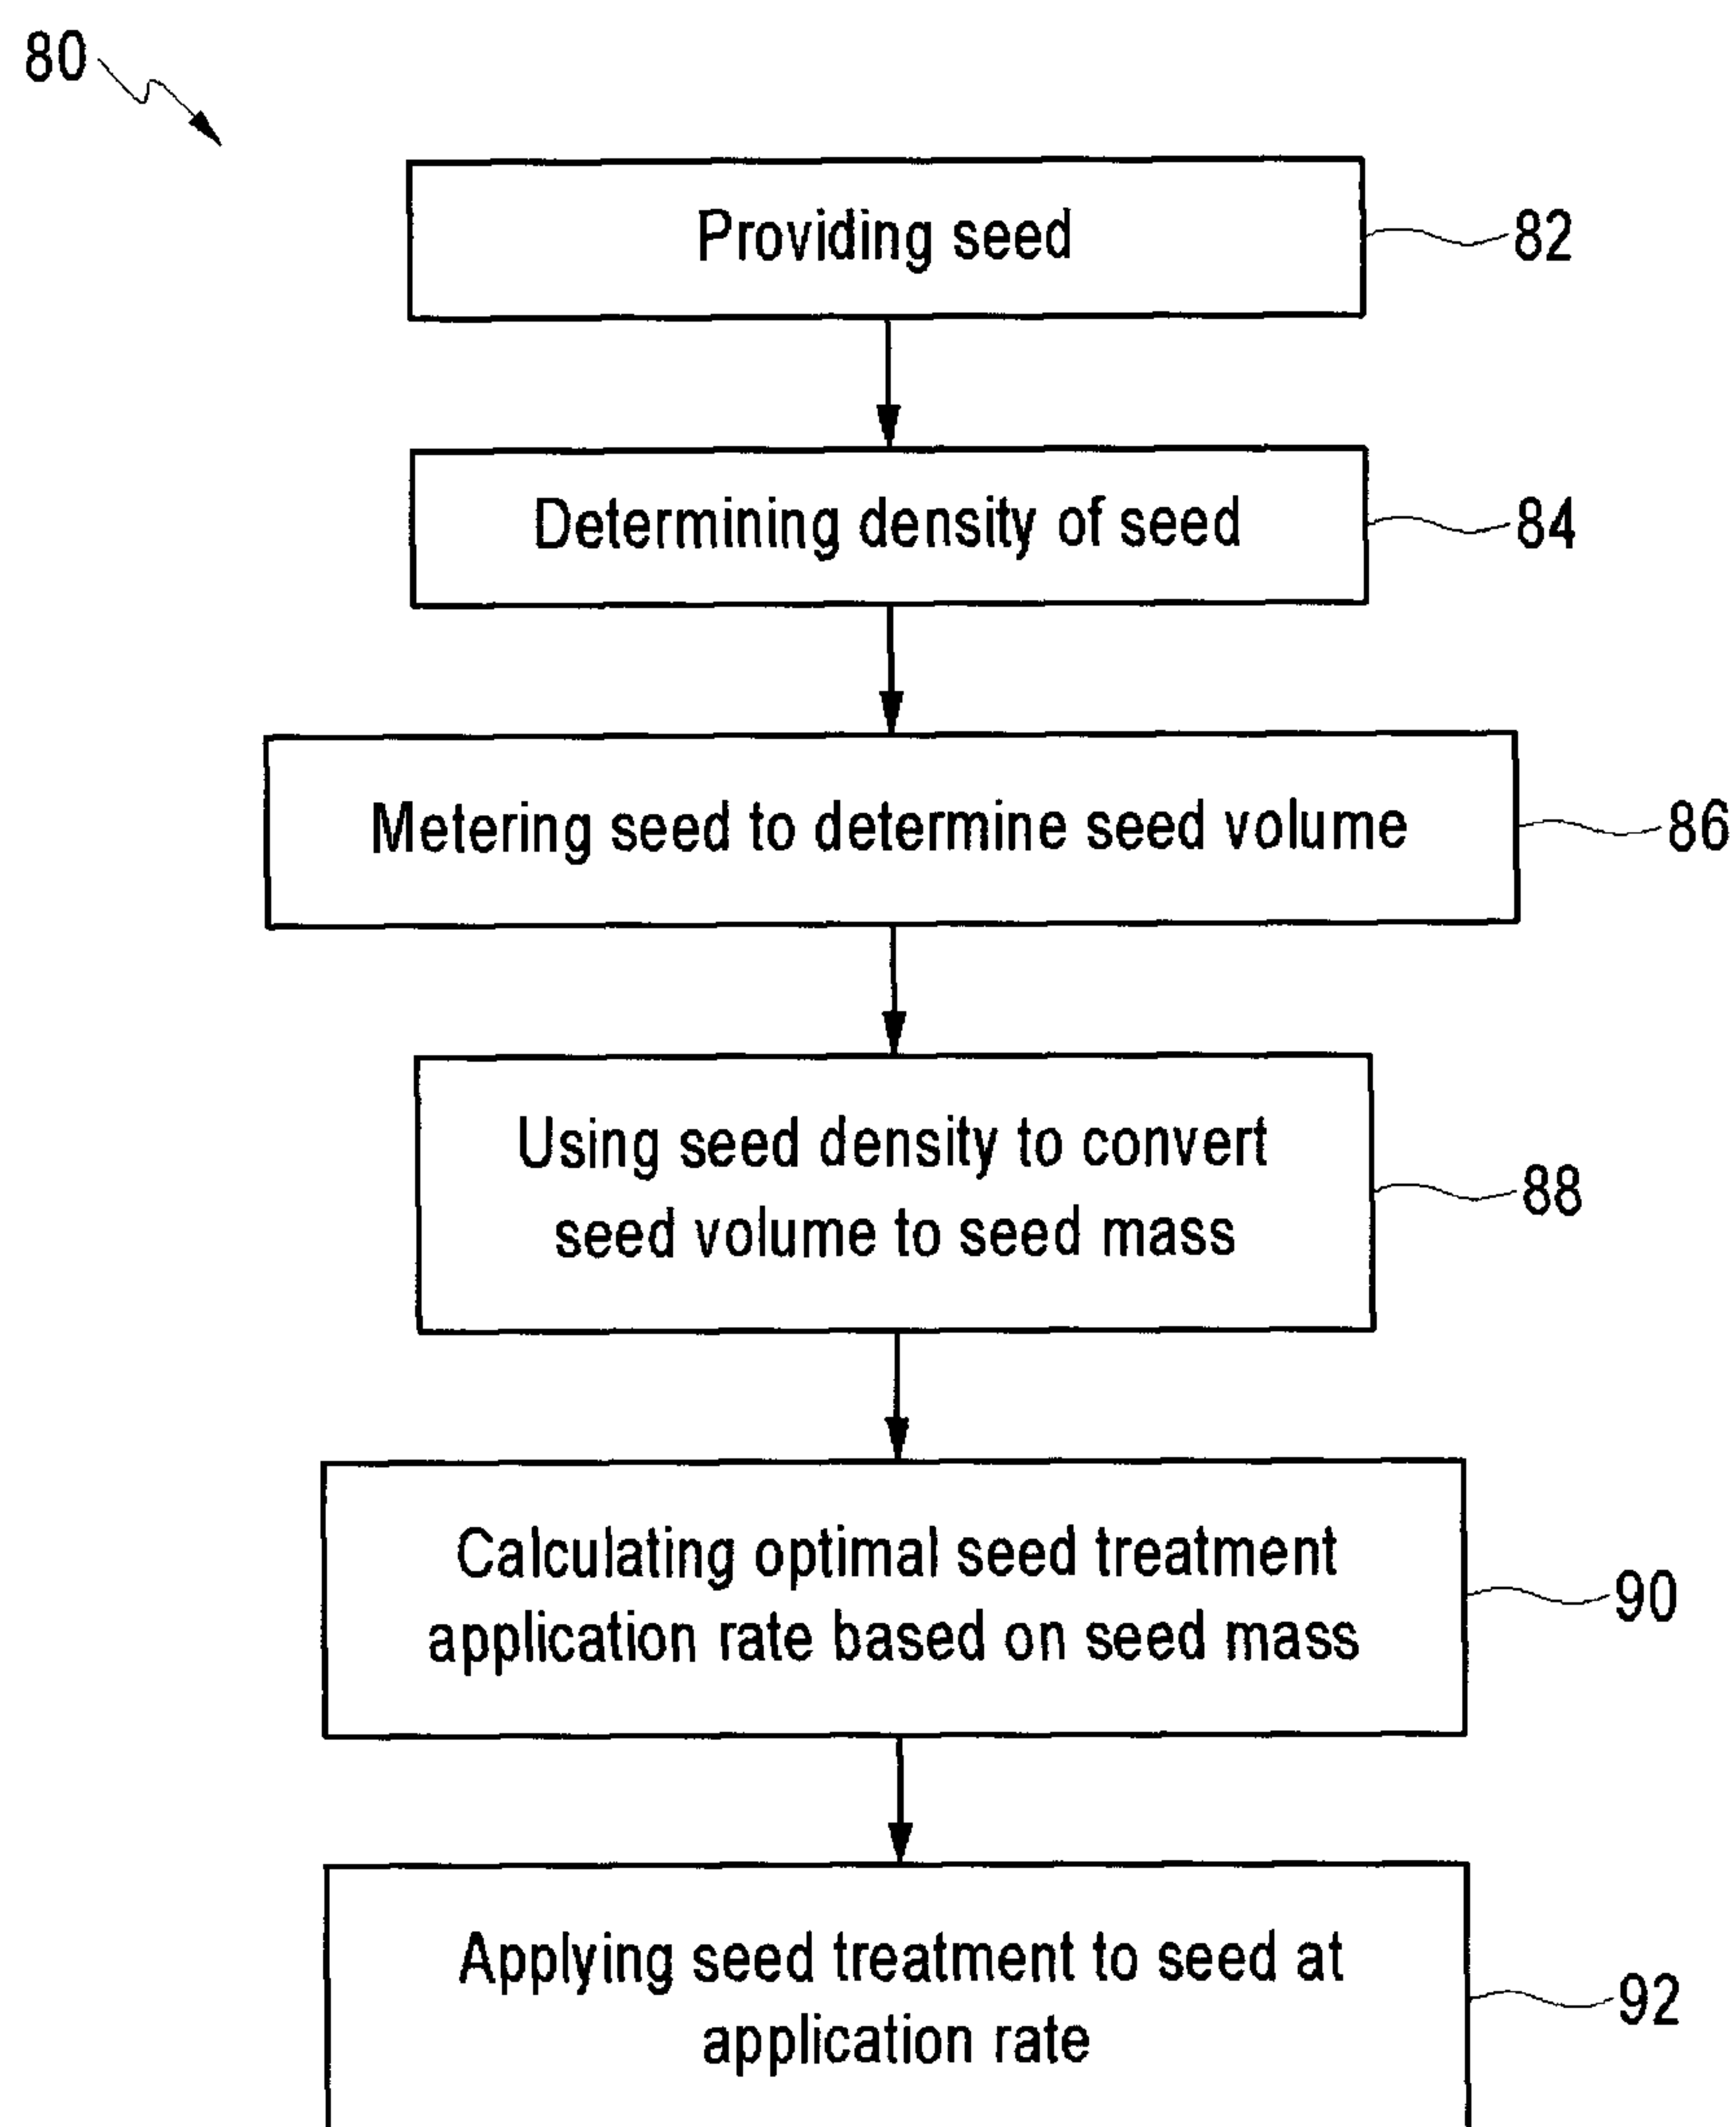 80
Providing seed
82
Determining density of seed
84
Metering seed to determine seed volume
86
Using seed density to convert
seed volume to seed mass
88
Calculating optimal seed treatment
application rate based on seed mass
90
Applying seed treatment to seed at
application rate
92